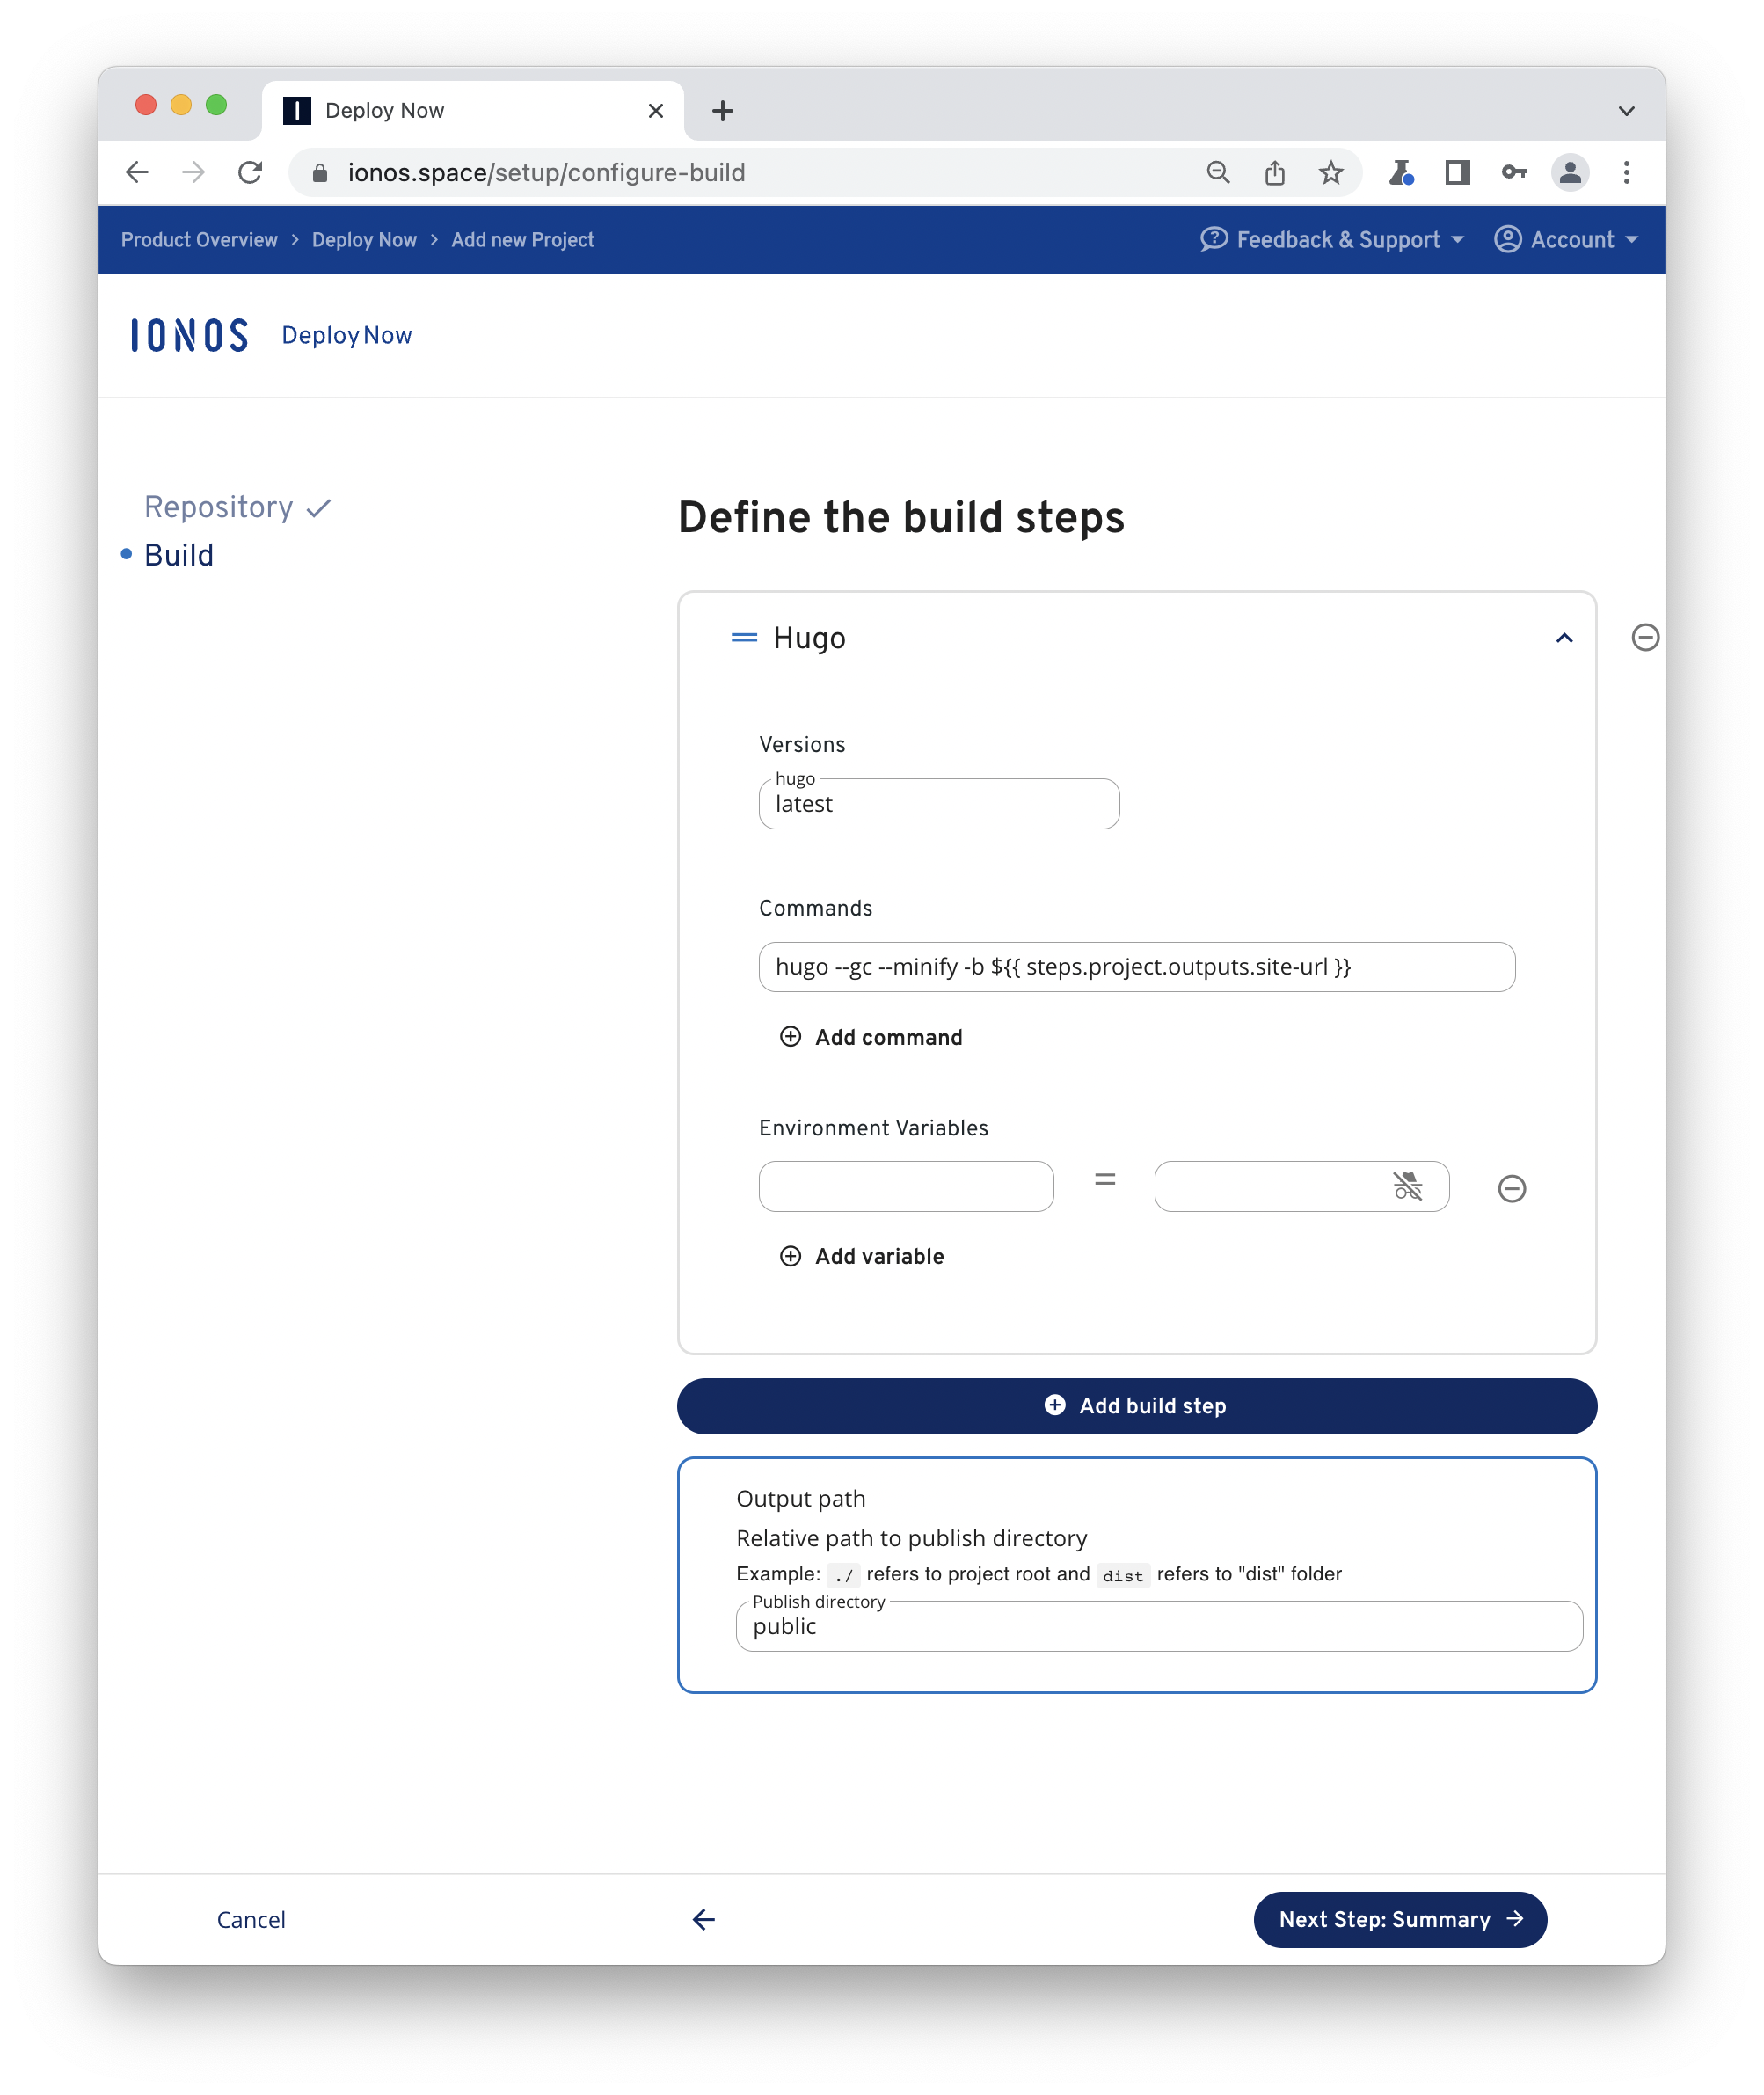 Deploy Now
ionos.space/setup/configure-build
Product Overview > Deploy Now > Add new Project
Feedback & Support
Account
IONOS Deploy Now
Repository
Build
Define the build steps
Hugo
Versions
hugo
latest
Commands
hugo --gc --minify -b ${{ steps.project.outputs.site-url }}
Add command
Environment Variables
=
Add variable
Add build step
Output path
Relative path to publish directory
Example: ./ refers to project root and dist refers to "dist" folder
Publish directory
public
Cancel
Next Step: Summary